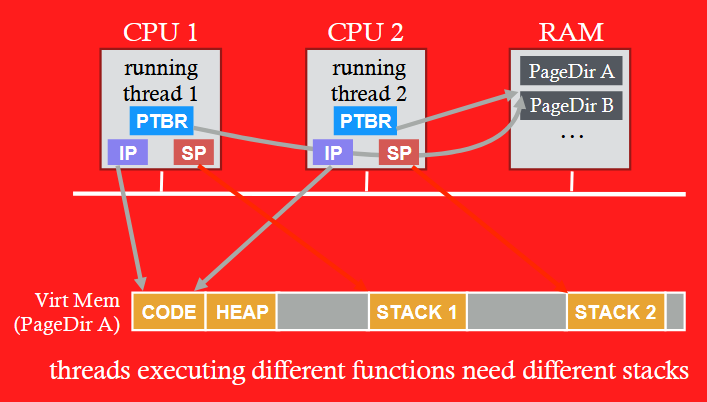 CPU 1
CPU 2
RAM
running
thread 1
PTBR
IP
SP
running
thread 2
PTBR
IP
SP
PageDir A
PageDir B
...
Virt Mem
(PageDir A)
CODE
HEAP
STACK 1
STACK 2
threads executing different functions need different stacks